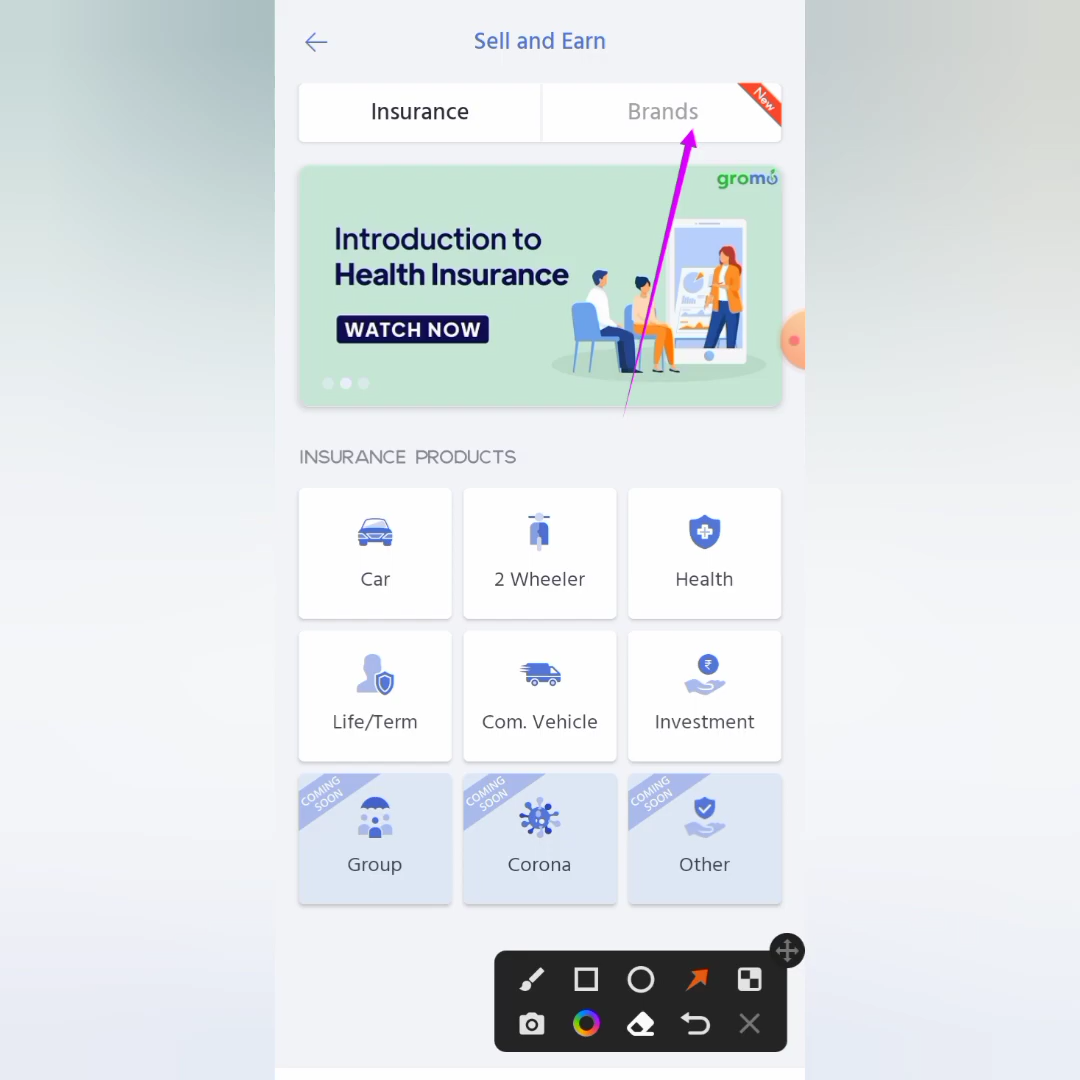 Sell and Earn
Insurance
Brands
New
gromo
Introduction to
Health Insurance
WATCH NOW
INSURANCE PRODUCTS
Car
2 Wheeler
Health
Life/Term
Com. Vehicle
Investment
COMING
SOON
COMING
SOON
COMING
SOON
Group
Corona
Other